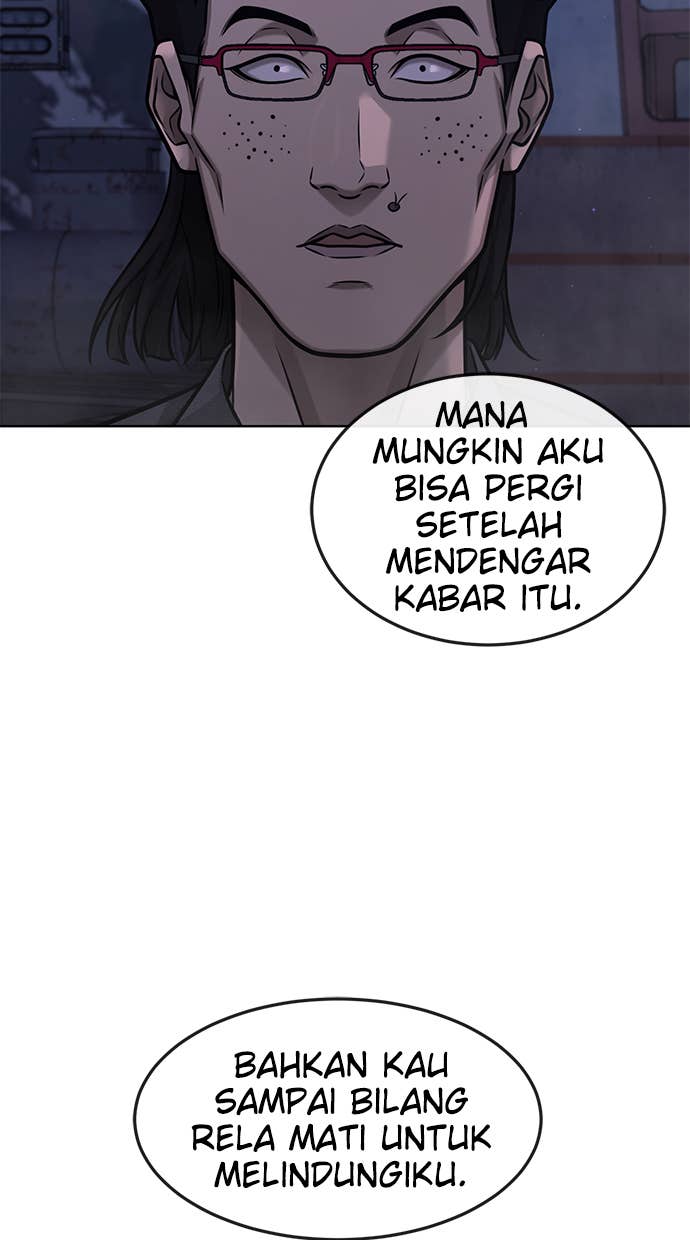 MANA
MUNGKIN AKU
BISA PERGI
SETELAH
MENDENGAR
KABAR ITU.
BAHKAN KAU
SAMPAI BILANG
RELA MATI UNTUK
MELINDUNGIKU.